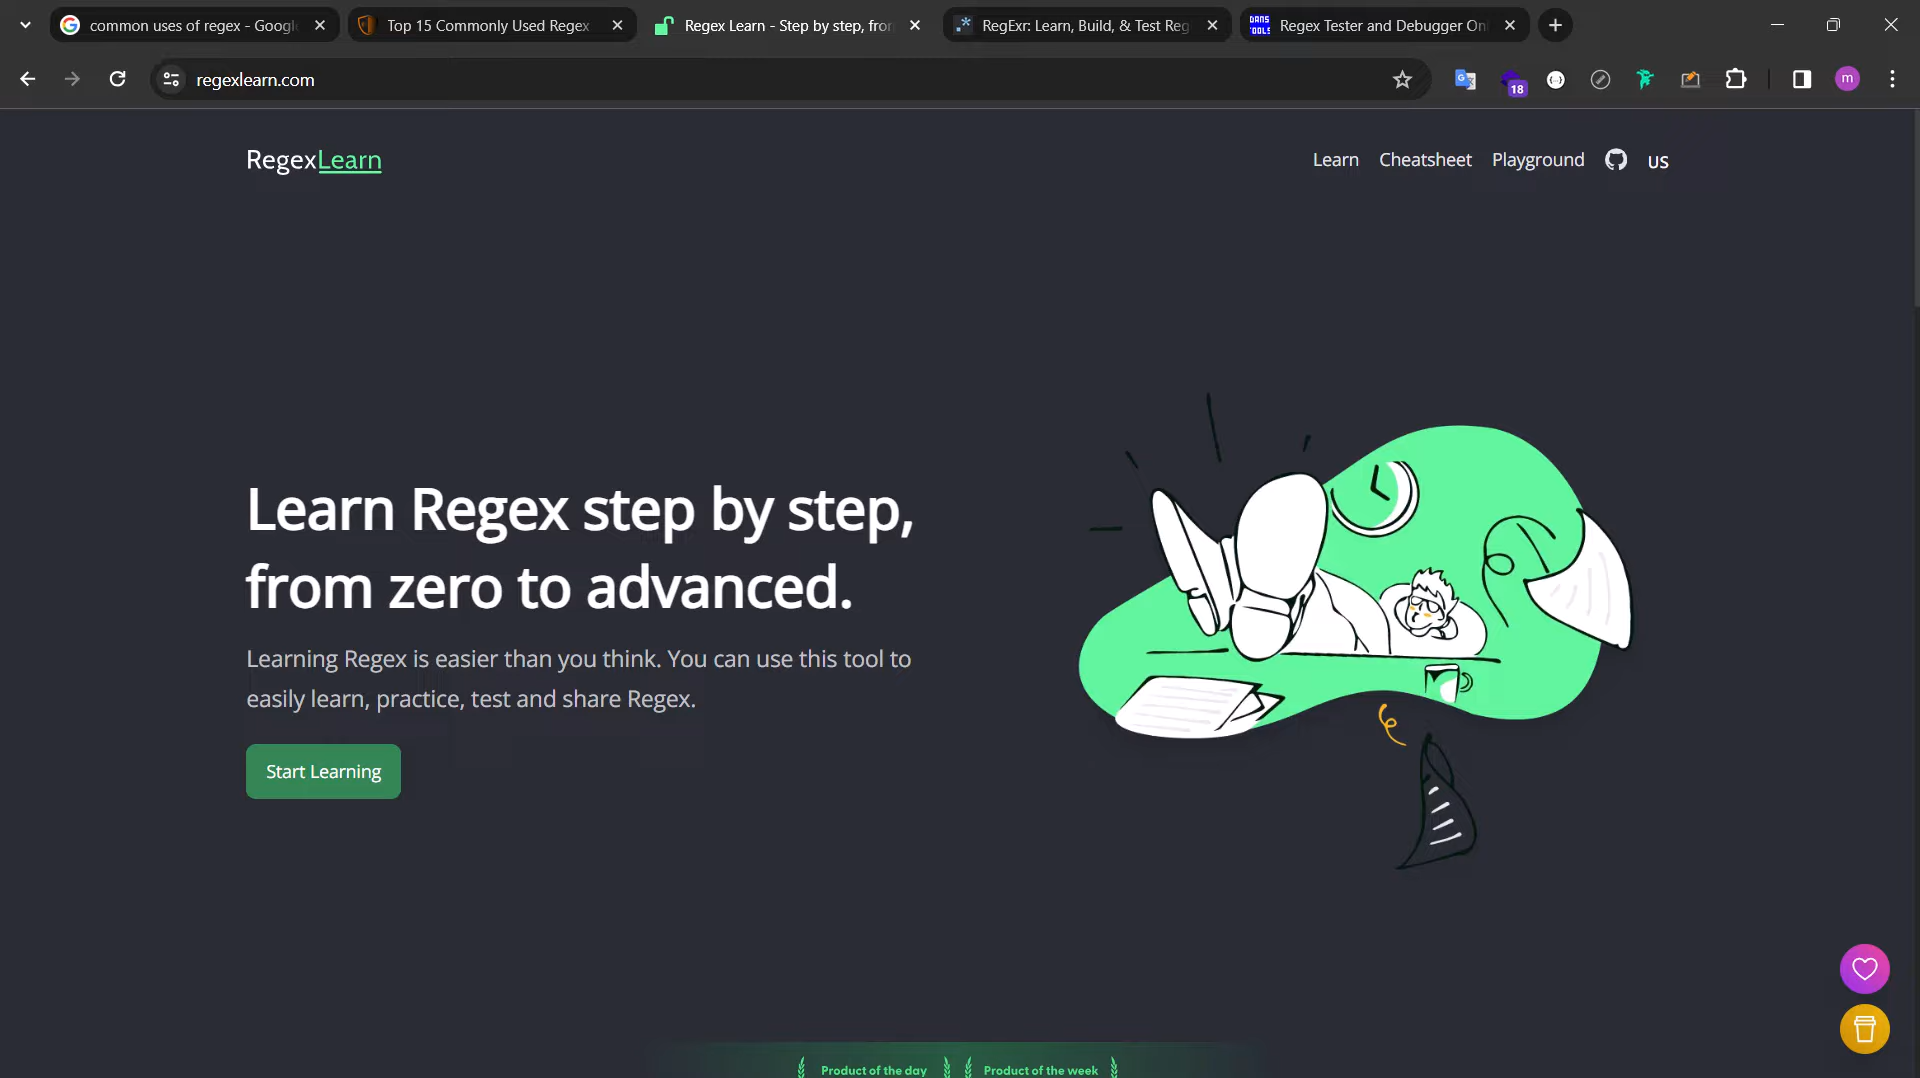 common uses of regex - Googl
Top 15 Commonly Used Regex
Regex Learn - Step by step, fro
RegExr: Learn, Build, & Test Reg
DANS TOOLS
Regex Tester and Debugger On
regexlearn.com
18
m
RegexLearn
Learn
Cheatsheet
Playground
US
Learn Regex step by step,
from zero to advanced.
Learning Regex is easier than you think. You can use this tool to
easily learn, practice, test and share Regex.
Start Learning
Product of the day
Product of the week